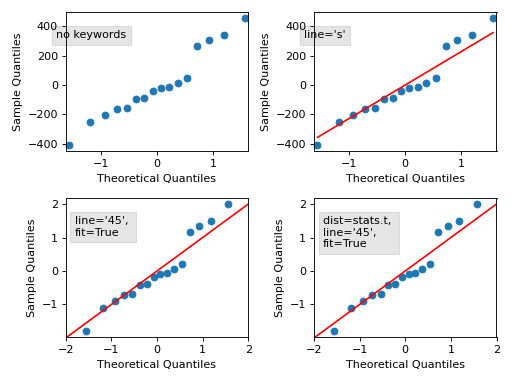 no keywords
line='s'
400
200
0
−200
−400
Sample Quantiles
−1
0
1
Theoretical Quantiles
400
200
0
−200
−400
Sample Quantiles
−1
0
1
Theoretical Quantiles
line='45',
fit=True
2
1
0
−1
Sample Quantiles
−2
−1
0
1
2
Theoretical Quantiles
dist=stats.t,
line='45',
fit=True
2
1
0
−1
Sample Quantiles
−2
−1
0
1
2
Theoretical Quantiles